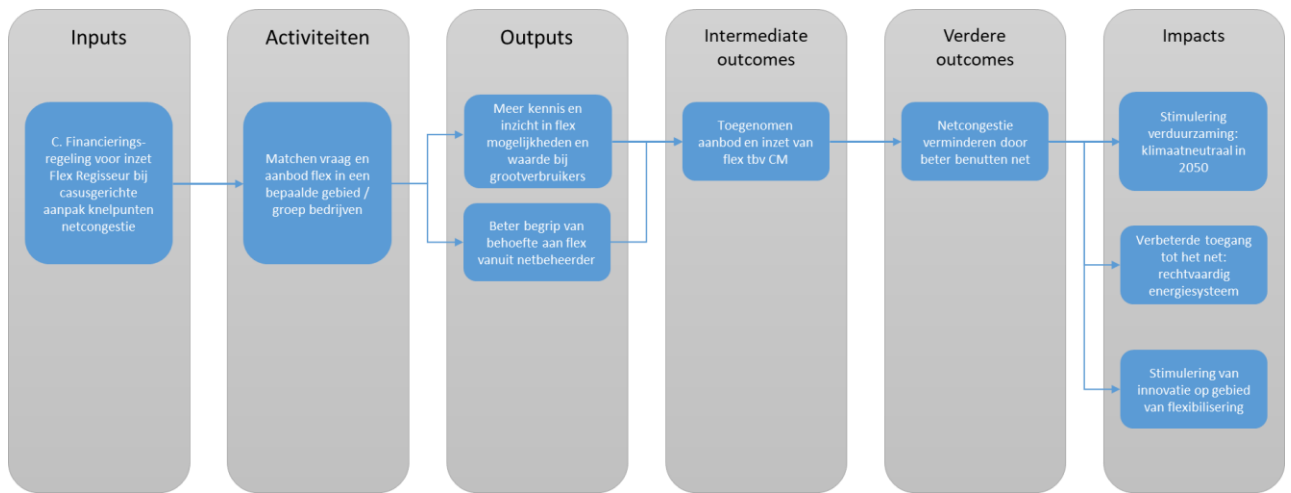 Inputs
C. Financierings-
regeling voor inzet
Flex Regisseur bij
casusgerichte
aanpak knelpunten
netcongestie
Activiteiten
Matchen vraag en
aanbod flex in een
bepaalde gebied /
groep bedrijven
Outputs
Meer kennis en
inzicht in flex
mogelijkheden en
waarde bij
grootverbruikers
Beter begrip van
behoefte aan flex
vanuit netbeheerder
Intermediate
outcomes
Toegenomen
aanbod en inzet van
flex tbv CM
Verdere
outcomes
Netcongestie
verminderen door
beter benutten net
Impacts
Stimulering
verduurzaming:
klimaatneutraal in
2050
Verbeterde toegang
tot het net:
rechtvaardig
energiesysteem
Stimulering van
innovatie op gebied
van flexibilisering